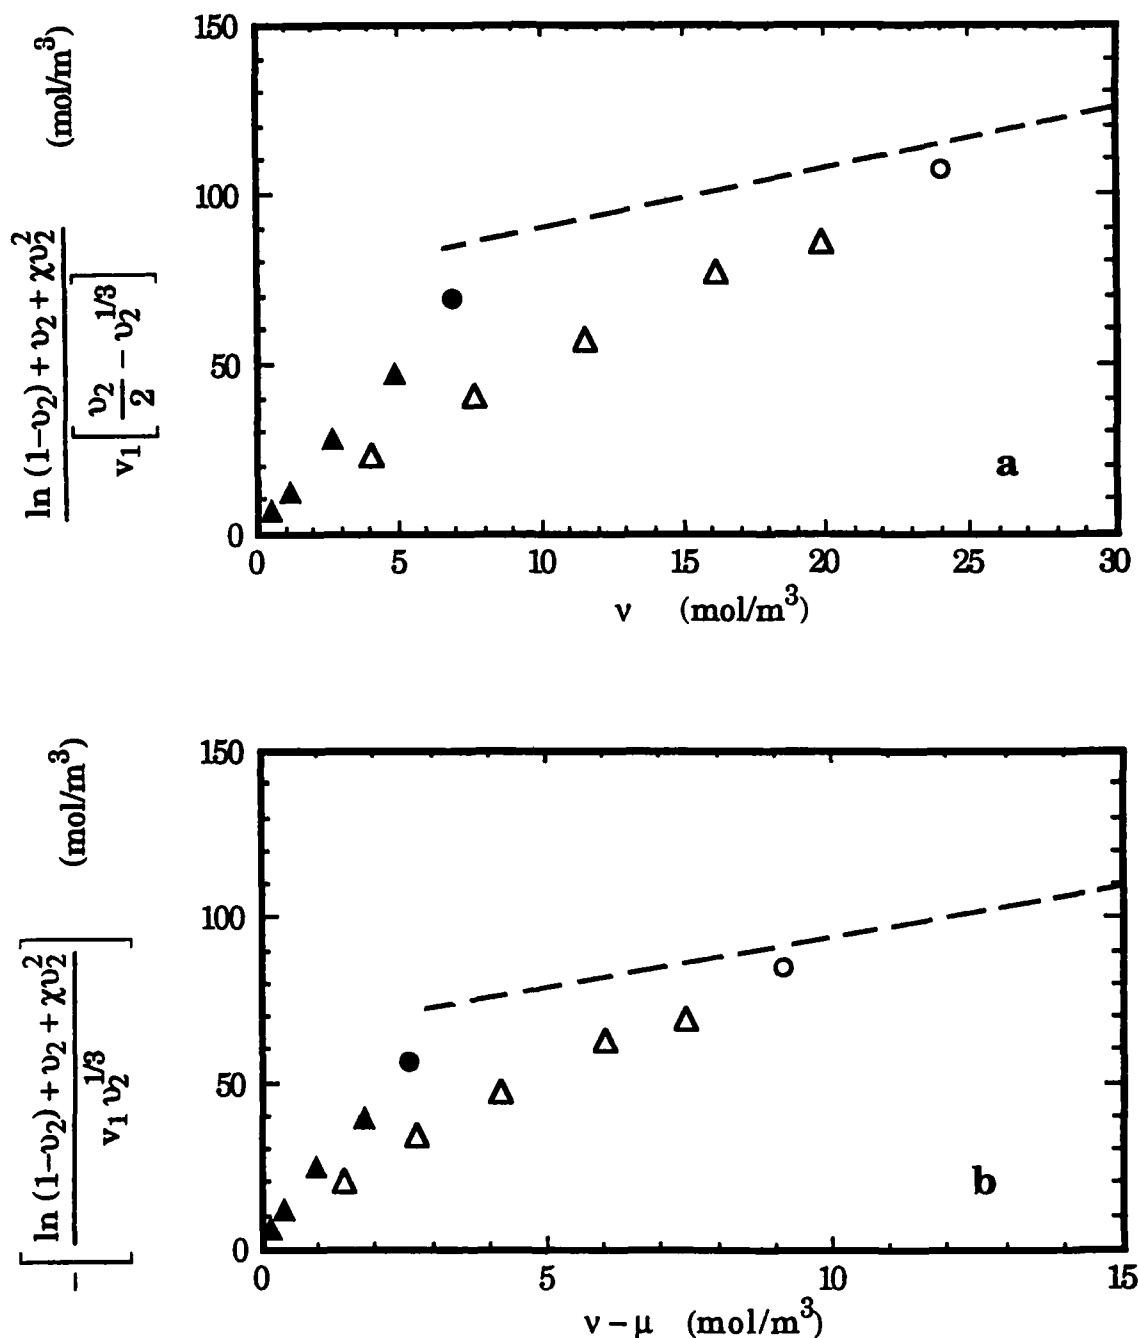 150
100
50
0
0 5 10 15 20 25 30
ν (mol/m³)
ln (1−υ₂) + υ₂ + χυ₂² (mol/m³)
v₁ [ υ₂/2 − υ₂^1/3 ]
a
150
100
50
0
0 5 10 15
ν − μ (mol/m³)
− [ ln (1−υ₂) + υ₂ + χυ₂² ] (mol/m³)
v₁ υ₂^1/3
b